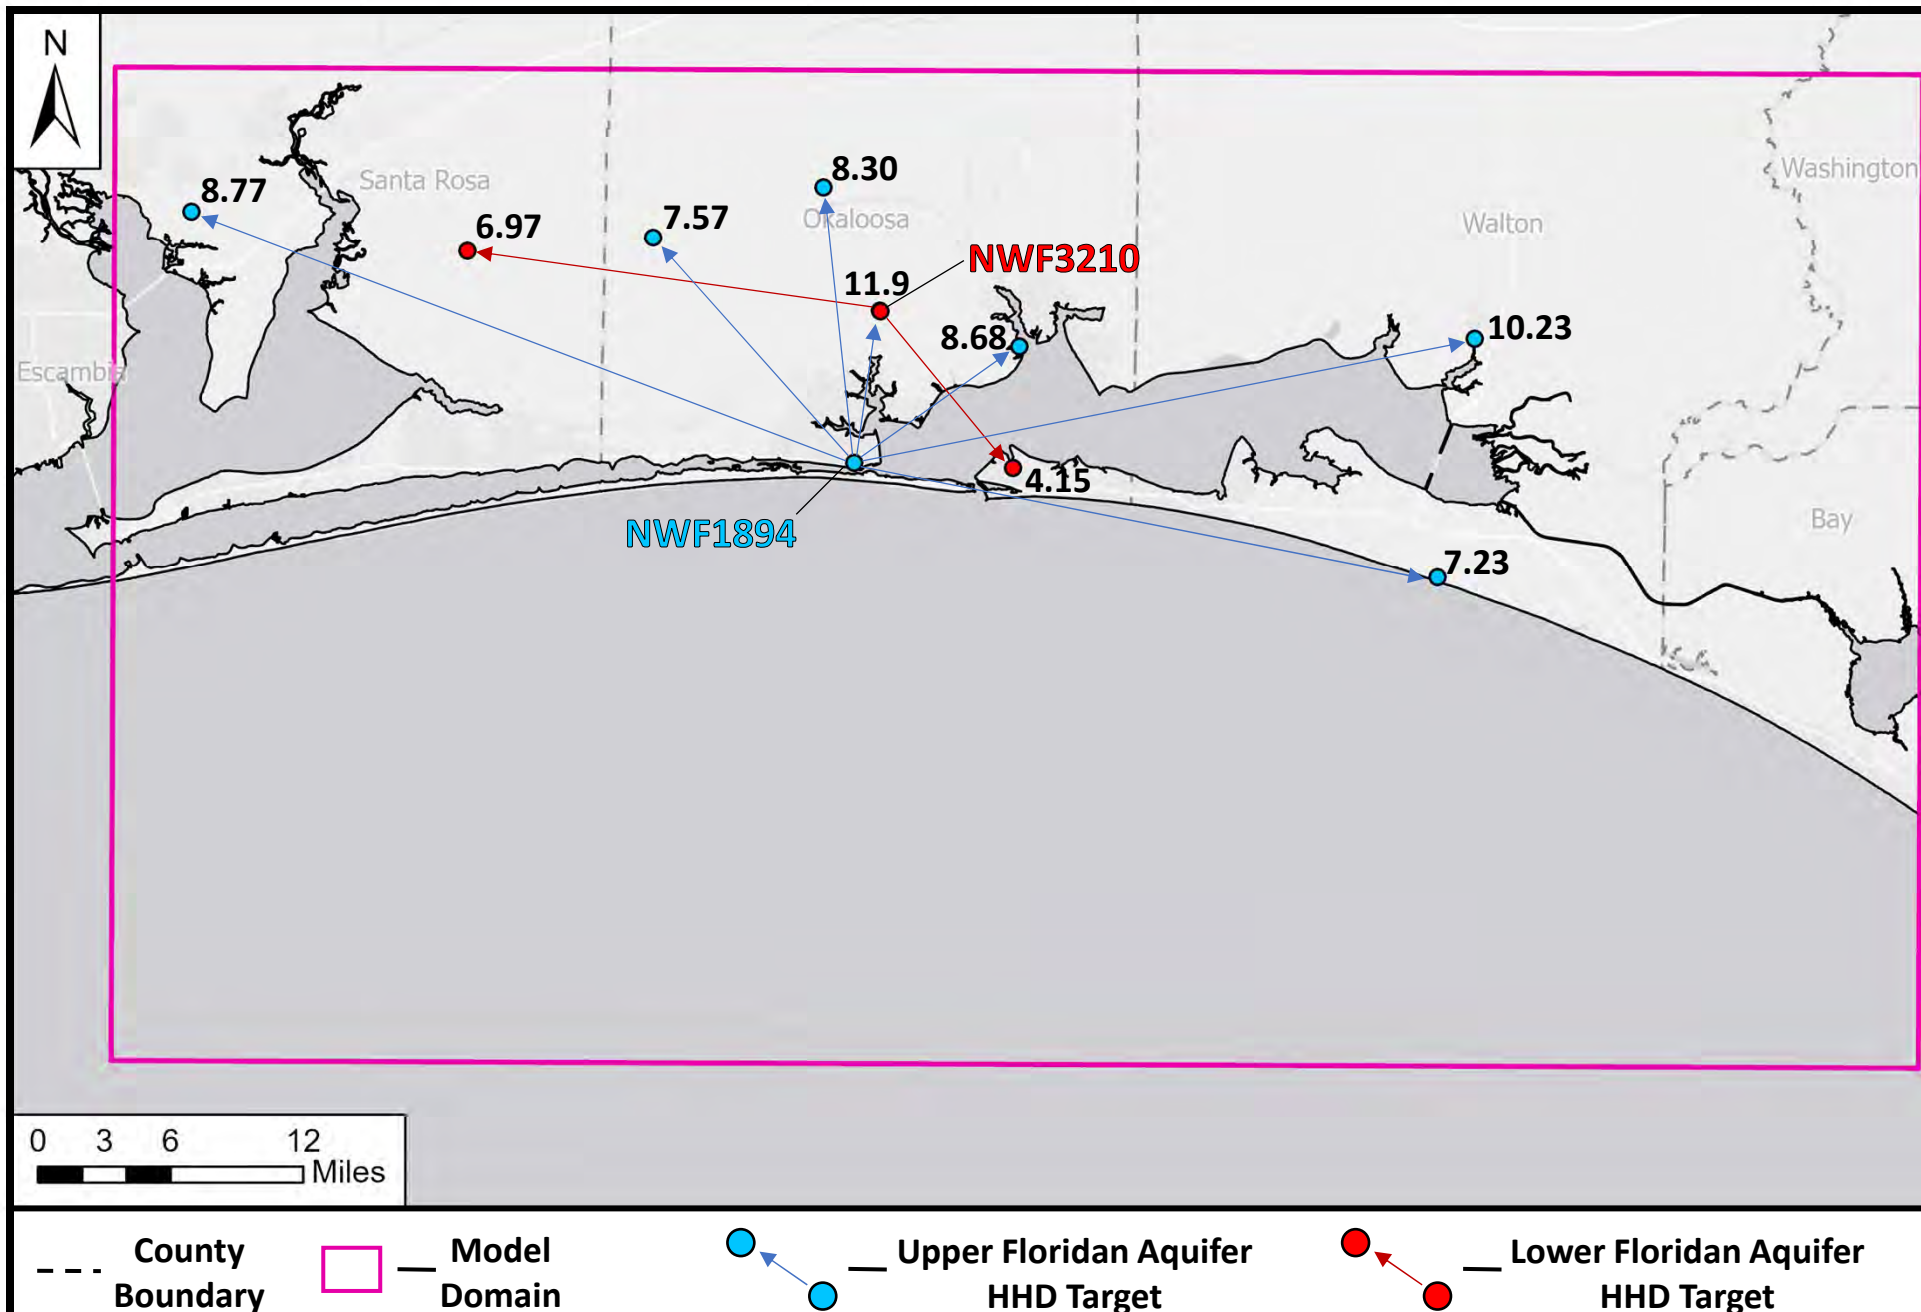 N
Santa Rosa
8.77
6.97
7.57
8.30
Okaloosa
NWF3210
11.9
8.68
Walton
Washington
10.23
Escambia
4.15
NWF1894
7.23
Bay
0 3 6 12
Miles
County
Boundary
Model
Domain
Upper Floridan Aquifer
HHD Target
Lower Floridan Aquifer
HHD Target